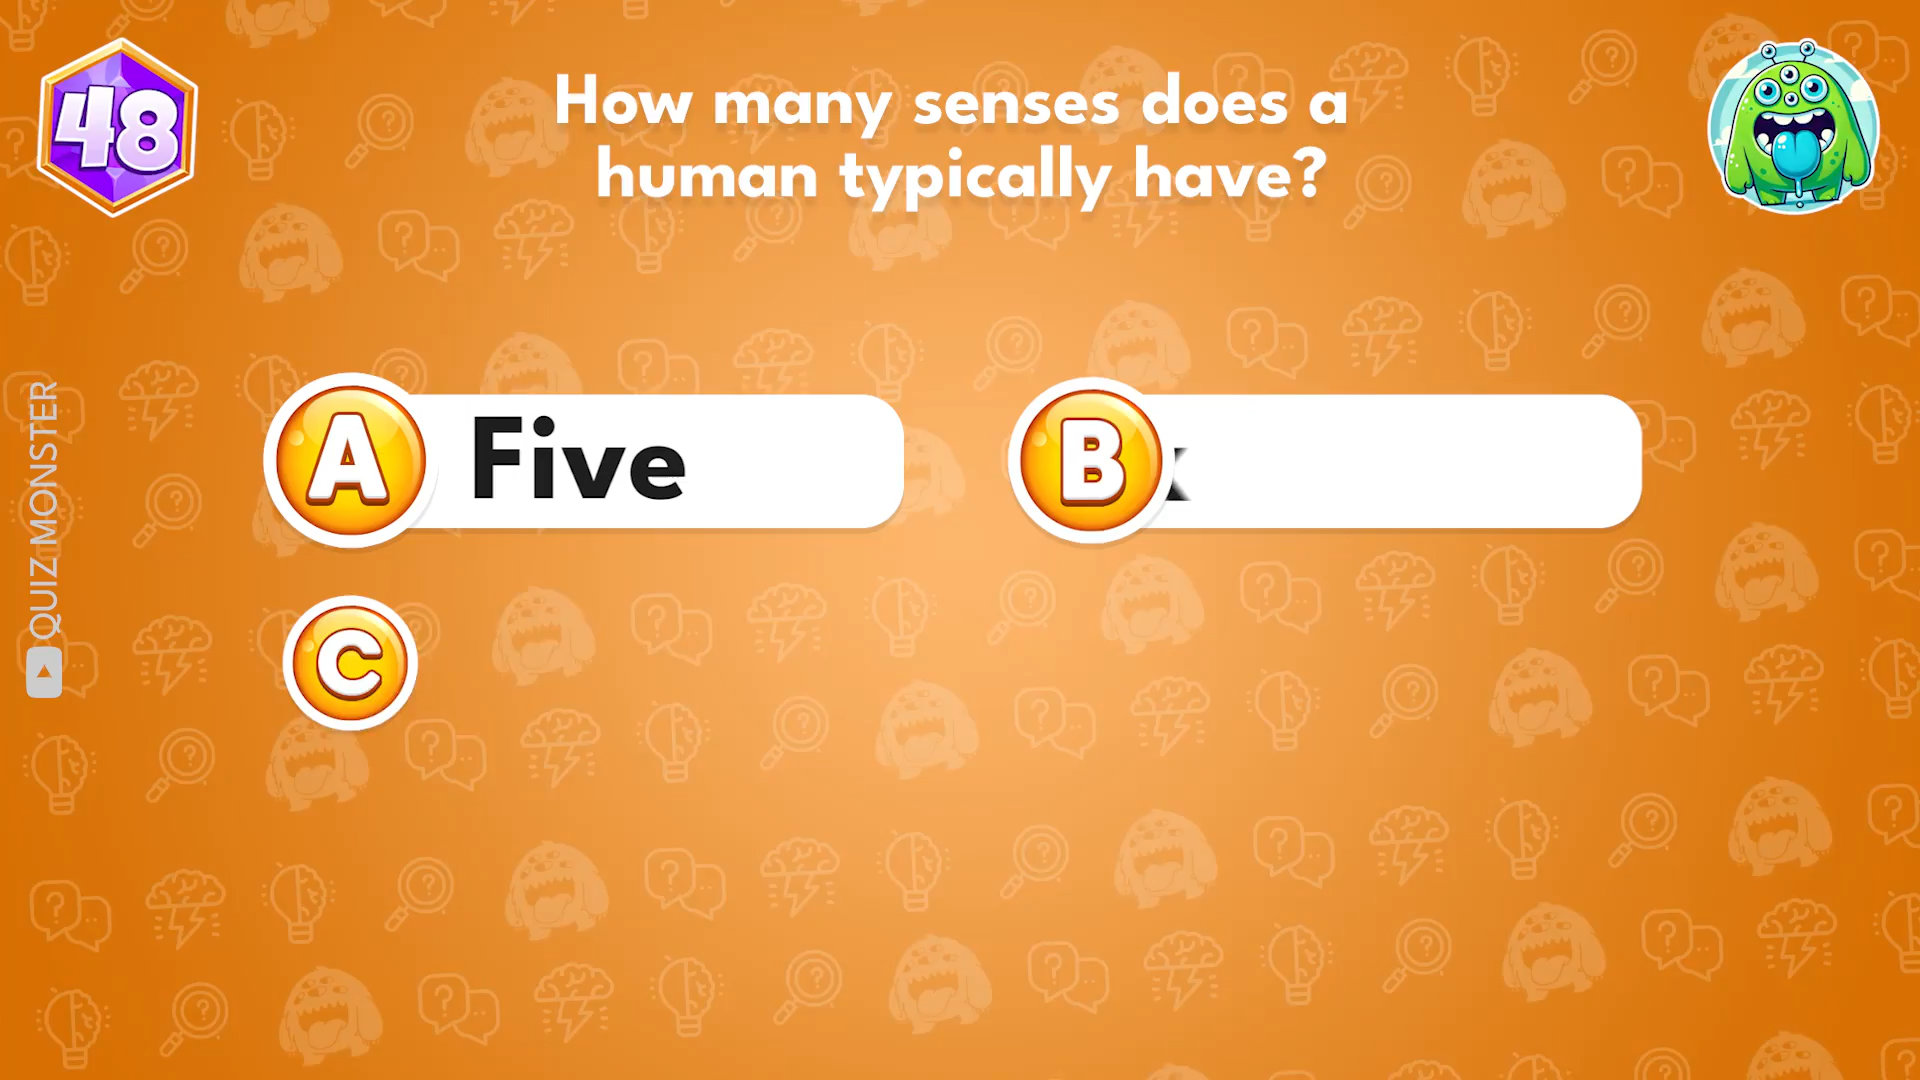 48
How many senses does a
human typically have?
A Five
B
C
QUIZ MONSTER